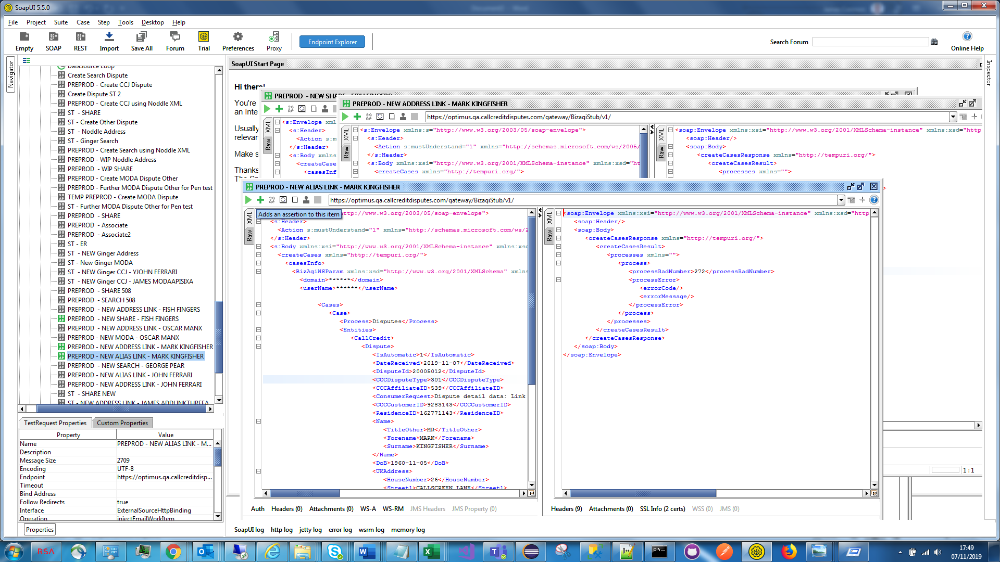 SoapUI 5.5.0
File Project Suite Case Step Tools Desktop Help
Empty SOAP REST Import Save All Forum Trial Preferences Proxy
Endpoint Explorer
Search Forum
Online Help
Navigator
Inspector
DataSource Loop
Create Search Dispute
PREPROD - Create CCJ Dispute
Create Dispute ST 2
PREPROD - Create CCJ using Noddle XML
ST - SHARE
ST - Create Other Dispute
ST - Noddle Address
ST - Ginger Search
PREPROD - Create Search using Noddle XML
PREPROD - WIP Noddle Address
PREPROD - WIP SHARE
PREPROD - Create MODA Dispute Other
PREPROD - Further MODA Dispute Other for Pen test
TEMP PREPROD - Create MODA Dispute
ST - Further MODA Dispute Other for Pen test
PREPROD - SHARE
PREPROD - Associate
PREPROD - Associate2
ST - ER
ST - NEW Ginger Address
ST - New Ginger MODA
ST - NEW Ginger CCJ - YJOHN FERRARI
ST - NEW Ginger CCJ - JAMES MODAAPISIXA
PREPROD - SHARE 508
PREPROD - SEARCH 508
PREPROD - NEW ADDRESS LINK - FISH FINGERS
PREPROD - NEW SHARE - FISH FINGERS
PREPROD - NEW ADDRESS LINK - OSCAR MANX
PREPROD - NEW MODA - OSCAR MANX
PREPROD - NEW ADDRESS LINK - MARK KINGFISHER
PREPROD - NEW ALIAS LINK - MARK KINGFISHER
PREPROD - NEW SEARCH - GEORGE PEAR
PREPROD - NEW ALIAS LINK - JOHN FERRARI
PREPROD - NEW ALIAS LINK - JOHN FERRARI
ST - SHARE NEW
ST - NEW ADDRESS LINK - JAMES ADDLINKTHREEA
TestRequest Properties Custom Properties
Property Value
Name PREPROD - NEW ALIAS LINK - M...
Description
Message Size 2709
Encoding UTF-8
Endpoint https://optimus.qa.callcreditdisp...
Timeout
Bind Address
Follow Redirects true
Interface ExternalSourceHttpBinding
Operation injectEmailWorkItem
Properties
SoapUI Start Page
Hi there!
You're
an Inte
Usually
relevan
Make s
Thanks
The S
PREPROD - NEW SHARE - FISH FINGERS
XML
Raw
<s:Envelope xml
<s:Header>
<Action s:m
</s:Header>
<s:Body xmlns
<createCase
<casesInf
PREPROD - NEW ADDRESS LINK - MARK KINGFISHER
https://optimus.qa.callcreditdisputes.com/gateway/BizagiStub/v1/
XML
Raw
<s:Envelope xmlns:s="http://www.w3.org/2003/05/soap-envelope">
<s:Header>
<Action s:mustUnderstand="1" xmlns="http://schemas.microsoft.com/ws/2005/
</s:Header>
<s:Body xmlns:xsi="http://www.w3.org/2001/XMLSchema-instance" xmlns:xsd="ht
<createCases xmlns="http://tempuri.org/">
XML
Raw
<soap:Envelope xmlns:xsi="http://www.w3.org/2001/XMLSchema-instance" xmlns:xsd="http
<soap:Header/>
<soap:Body>
<createCasesResponse xmlns="http://tempuri.org/">
<createCasesResult>
<processes xmlns="">
PREPROD - NEW ALIAS LINK - MARK KINGFISHER
https://optimus.qa.callcreditdisputes.com/gateway/BizagiStub/v1/
Adds an assertion to this item
XML
Raw
ttp://www.w3.org/2003/05/soap-envelope">
<s:Header>
<Action s:mustUnderstand="1" xmlns="http://schemas.microsoft.com/ws/2
</s:Header>
<s:Body xmlns:xsi="http://www.w3.org/2001/XMLSchema-instance" xmlns:xsd
<createCases xmlns="http://tempuri.org/">
<casesInfo>
<BizAgiWSParam xmlns:xsd="http://www.w3.org/2001/XMLSchema" xmlns
<domain>******</domain>
<userName>******</userName>
<Cases>
<Case>
<Process>Disputes</Process>
<Entities>
<CallCredit>
<Dispute>
<IsAutomatic>1</IsAutomatic>
<DateReceived>2019-11-07</DateReceived>
<DisputeId>20005012</DisputeId>
<CCCDisputeType>301</CCCDisputeType>
<CCCAffiliateID>539</CCCAffiliateID>
<ConsumerRequest>Dispute detail data: Link
<CCCCustomerID>9283143</CCCCustomerID>
<ResidenceID>162771143</ResidenceID>
<Name>
<TitleOther>MR</TitleOther>
<Forename>MARK</Forename>
<Surname>KINGFISHER</Surname>
</Name>
<DoB>1960-11-05</DoB>
<UKAddress>
<HouseNumber>26</HouseNumber>
<Street1>CALLSCREEN LANE</Street1>
XML
Raw
<soap:Envelope xmlns:xsi="http://www.w3.org/2001/XMLSchema-instance" xmlns:xsd="http
<soap:Header/>
<soap:Body>
<createCasesResponse xmlns="http://tempuri.org/">
<createCasesResult>
<processes xmlns="">
<process>
<processRadNumber>272</processRadNumber>
<processError>
<errorCode/>
<errorMessage/>
</processError>
</process>
</processes>
</createCasesResult>
</createCasesResponse>
</soap:Body>
</soap:Envelope>
Auth Headers (0) Attachments (0) WS-A WS-RM JMS Headers JMS Property (0)
Headers (9) Attachments (0) SSL Info (2 certs) WSS (0) JMS (0)
1:1
SoapUI log http log jetty log error log wsrm log memory log
RSA
17:49
07/11/2019